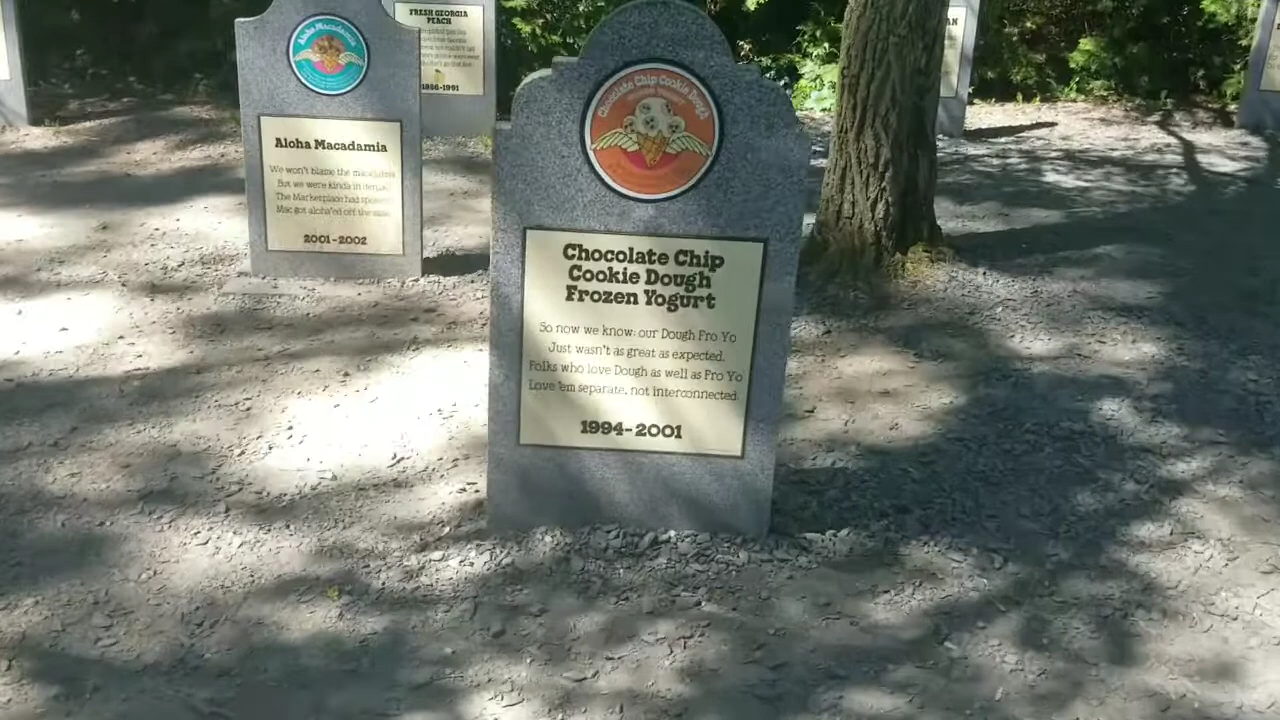 Aloha Macadamia
Aloha Macadamia
We won't blame the macadamia
But we were kinda in denial
The Marketplace had spoken
Mac got aloha'ed off the
2001-2002
FRESH GEORGIA
PEACH
1986-1991
Chocolate Chip Cookie Dough
Chocolate Chip
Cookie Dough
Frozen Yogurt
So now we know: our Dough Fro Yo
Just wasn't as great as expected.
Folks who love Dough as well as Fro Yo
Love 'em separate, not interconnected.
1994-2001
AN